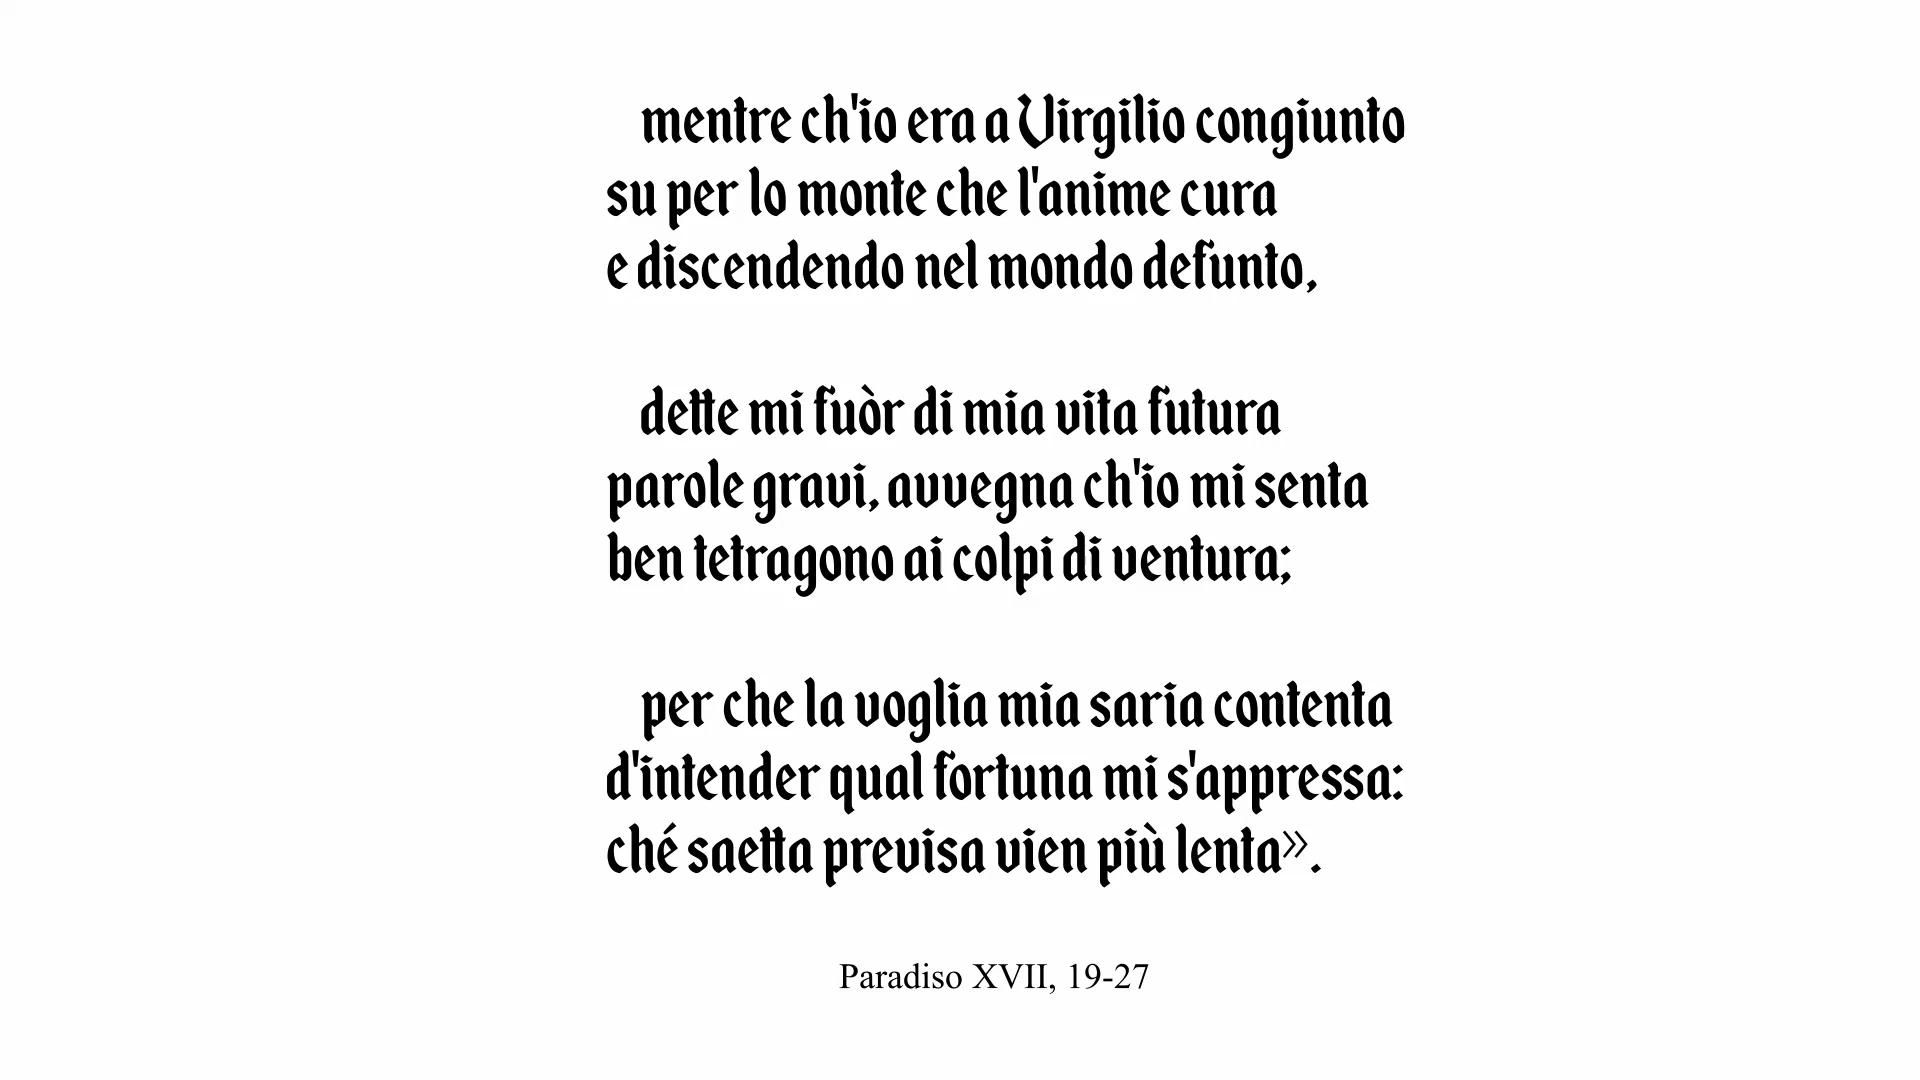 mentre ch'io era a Virgilio congiunto
su per lo monte che l'anime cura
e discendendo nel mondo defunto,
dette mi fuòr di mia vita futura
parole gravi, avvegna ch'io mi senta
ben tetragono ai colpi di ventura;
per che la voglia mia saria contenta
d'intender qual fortuna mi s'appressa:
ché saetta previsa vien più lenta».
Paradiso XVII, 19-27